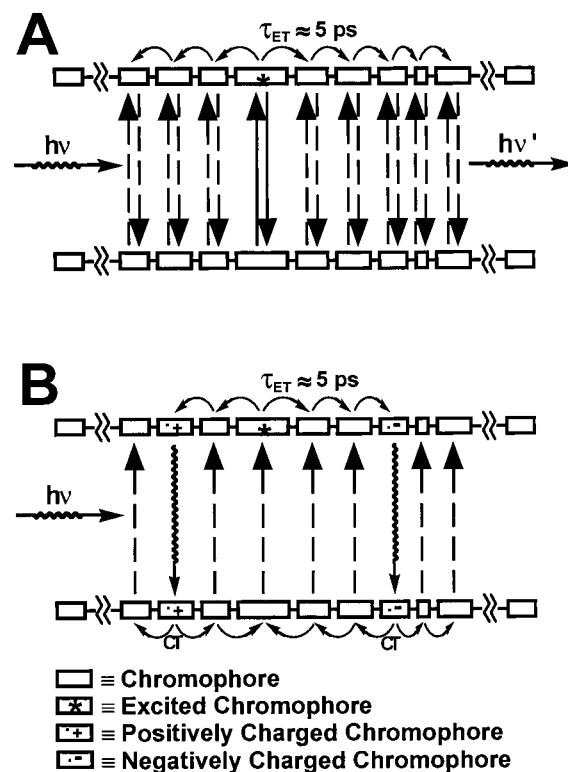 A
τET ≈ 5 ps
*
hν
hν'
B
τET ≈ 5 ps
·+ * ·-
hν
·+ ·-
CT CT
≡ Chromophore
* ≡ Excited Chromophore
·+ ≡ Positively Charged Chromophore
·- ≡ Negatively Charged Chromophore